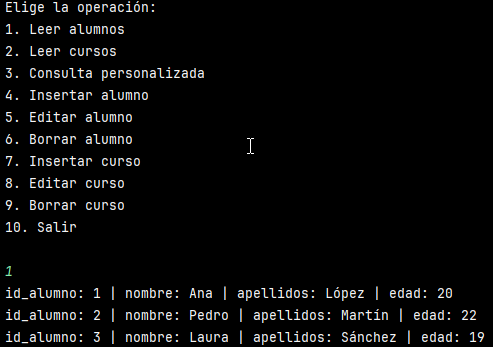 Elige la operación:
1. Leer alumnos
2. Leer cursos
3. Consulta personalizada
4. Insertar alumno
5. Editar alumno
6. Borrar alumno
7. Insertar curso
8. Editar curso
9. Borrar curso
10. Salir
1
id_alumno: 1 | nombre: Ana | apellidos: López | edad: 20
id_alumno: 2 | nombre: Pedro | apellidos: Martín | edad: 22
id_alumno: 3 | nombre: Laura | apellidos: Sánchez | edad: 19